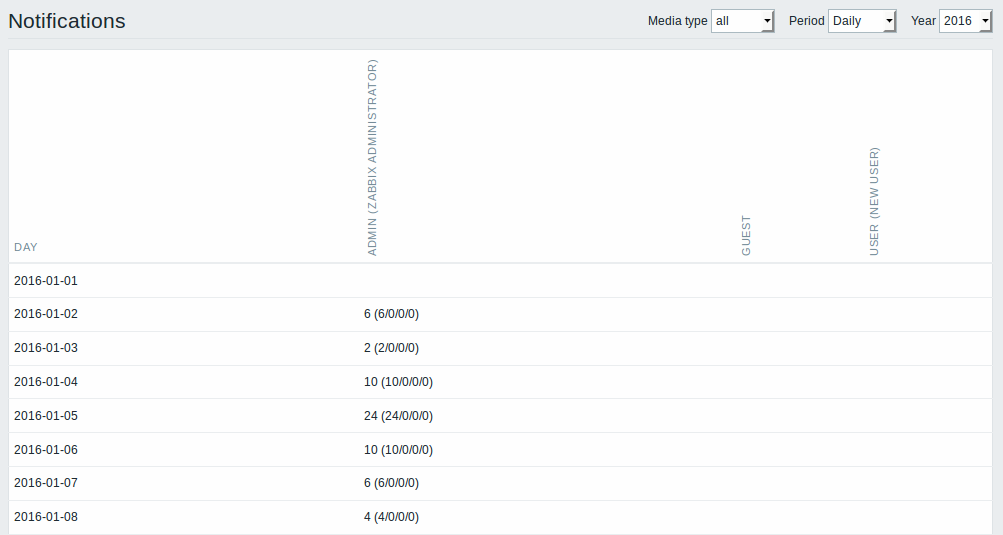 Notifications
Media type all Period Daily Year 2016
DAY ADMIN (ZABBIX ADMINISTRATOR) GUEST USER (NEW USER)
2016-01-01
2016-01-02 6 (6/0/0/0)
2016-01-03 2 (2/0/0/0)
2016-01-04 10 (10/0/0/0)
2016-01-05 24 (24/0/0/0)
2016-01-06 10 (10/0/0/0)
2016-01-07 6 (6/0/0/0)
2016-01-08 4 (4/0/0/0)